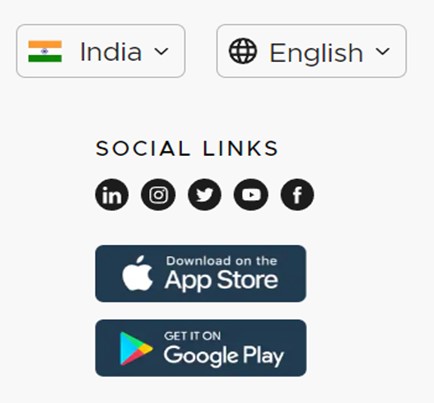 India
English
SOCIAL LINKS
Download on the
App Store
GET IT ON
Google Play